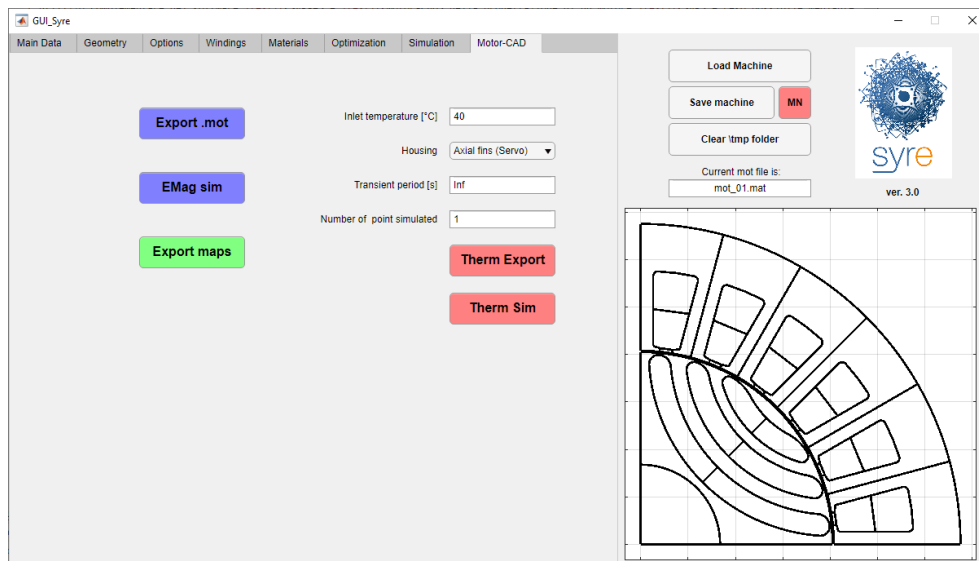 GUI_Syre
Main Data Geometry Options Windings Materials Optimization Simulation Motor-CAD
Export .mot
EMag sim
Export maps
Inlet temperature [°C] 40
Housing Axial fins (Servo)
Transient period [s] Inf
Number of point simulated 1
Therm Export
Therm Sim
Load Machine
Save machine MN
Clear \tmp folder
Current mot file is:
mot_01.mat
syre
ver. 3.0